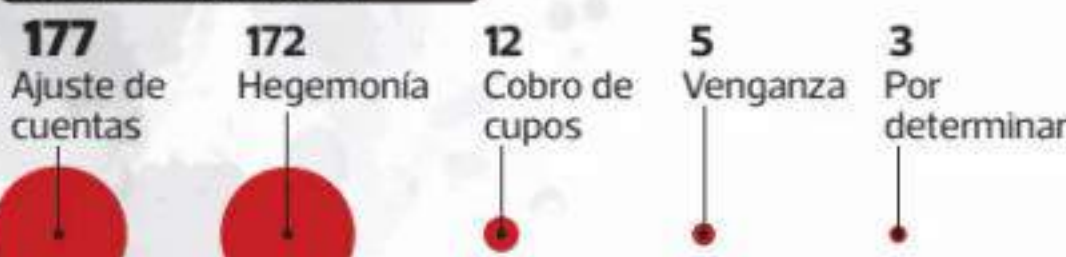 177
Ajuste de
cuentas
172
Hegemonía
12
Cobro de
cupos
5
Venganza
3
Por
determinar